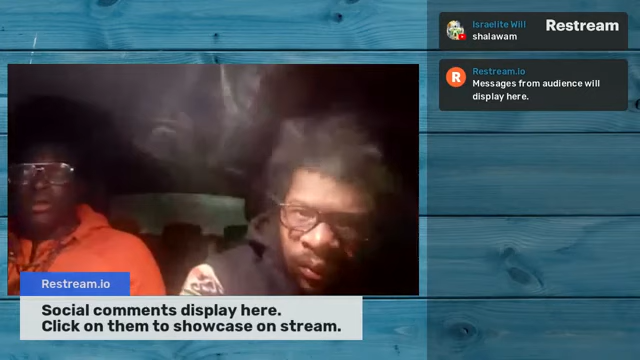 Israelite Will
shalawam
Restream
R
Restream.io
Messages from audience will
display here.
Restream.io
Social comments display here.
Click on them to showcase on stream.